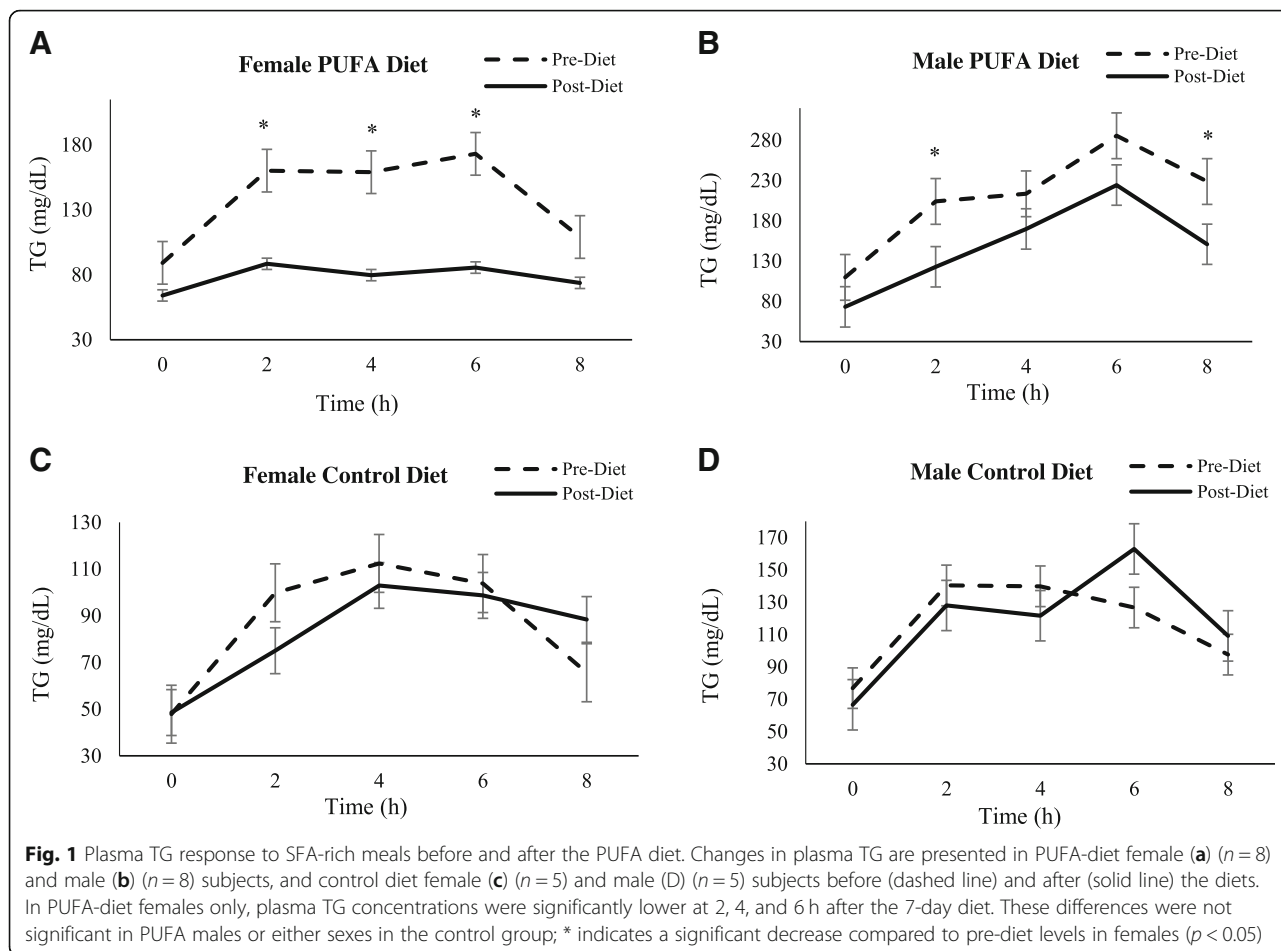 A
Female PUFA Diet
Pre-Diet
Post-Diet
TG (mg/dL)
180
130
80
30
* * *
0 2 4 6 8
Time (h)
B
Male PUFA Diet
Pre-Diet
Post-Diet
TG (mg/dL)
280
230
180
130
80
30
* *
0 2 4 6 8
Time (h)
C
Female Control Diet
Pre-Diet
Post-Diet
TG (mg/dL)
130
110
90
70
50
30
0 2 4 6 8
Time (h)
D
Male Control Diet
Pre-Diet
Post-Diet
TG (mg/dL)
170
150
130
110
90
70
50
30
0 2 4 6 8
Time (h)
Fig. 1 Plasma TG response to SFA-rich meals before and after the PUFA diet. Changes in plasma TG are presented in PUFA-diet female (a) (n = 8)
and male (b) (n = 8) subjects, and control diet female (c) (n = 5) and male (D) (n = 5) subjects before (dashed line) and after (solid line) the diets.
In PUFA-diet females only, plasma TG concentrations were significantly lower at 2, 4, and 6 h after the 7-day diet. These differences were not
significant in PUFA males or either sexes in the control group; * indicates a significant decrease compared to pre-diet levels in females (p < 0.05)